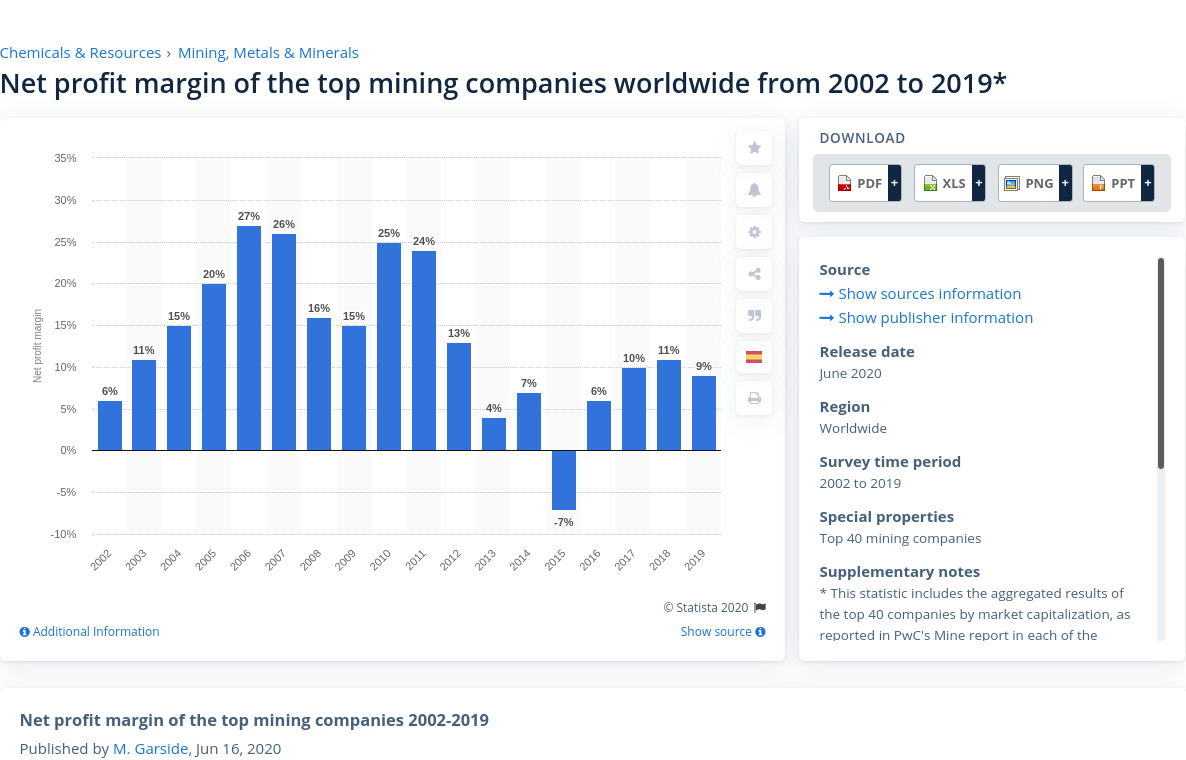 Chemicals & Resources › Mining, Metals & Minerals
Net profit margin of the top mining companies worldwide from 2002 to 2019*
35%
30%
25%
20%
15%
10%
5%
0%
-5%
-10%
Net profit margin
6%
11%
15%
20%
27%
26%
16%
15%
25%
24%
13%
4%
7%
-7%
6%
10%
11%
9%
2002
2003
2004
2005
2006
2007
2008
2009
2010
2011
2012
2013
2014
2015
2016
2017
2018
2019
© Statista 2020
Additional Information
Show source
DOWNLOAD
PDF + XLS + PNG + PPT +
Source
Show sources information
Show publisher information
Release date
June 2020
Region
Worldwide
Survey time period
2002 to 2019
Special properties
Top 40 mining companies
Supplementary notes
* This statistic includes the aggregated results of
the top 40 companies by market capitalization, as
reported in PwC's Mine report in each of the
Net profit margin of the top mining companies 2002-2019
Published by M. Garside, Jun 16, 2020